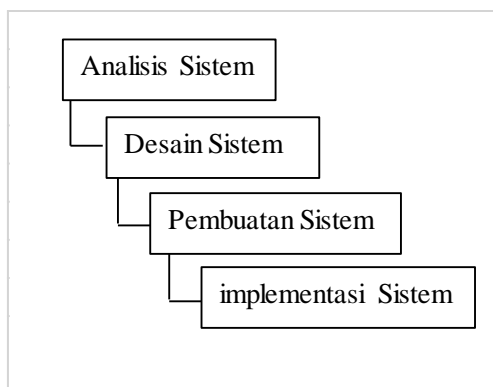 Analisis Sistem
Desain Sistem
Pembuatan Sistem
implementasi Sistem